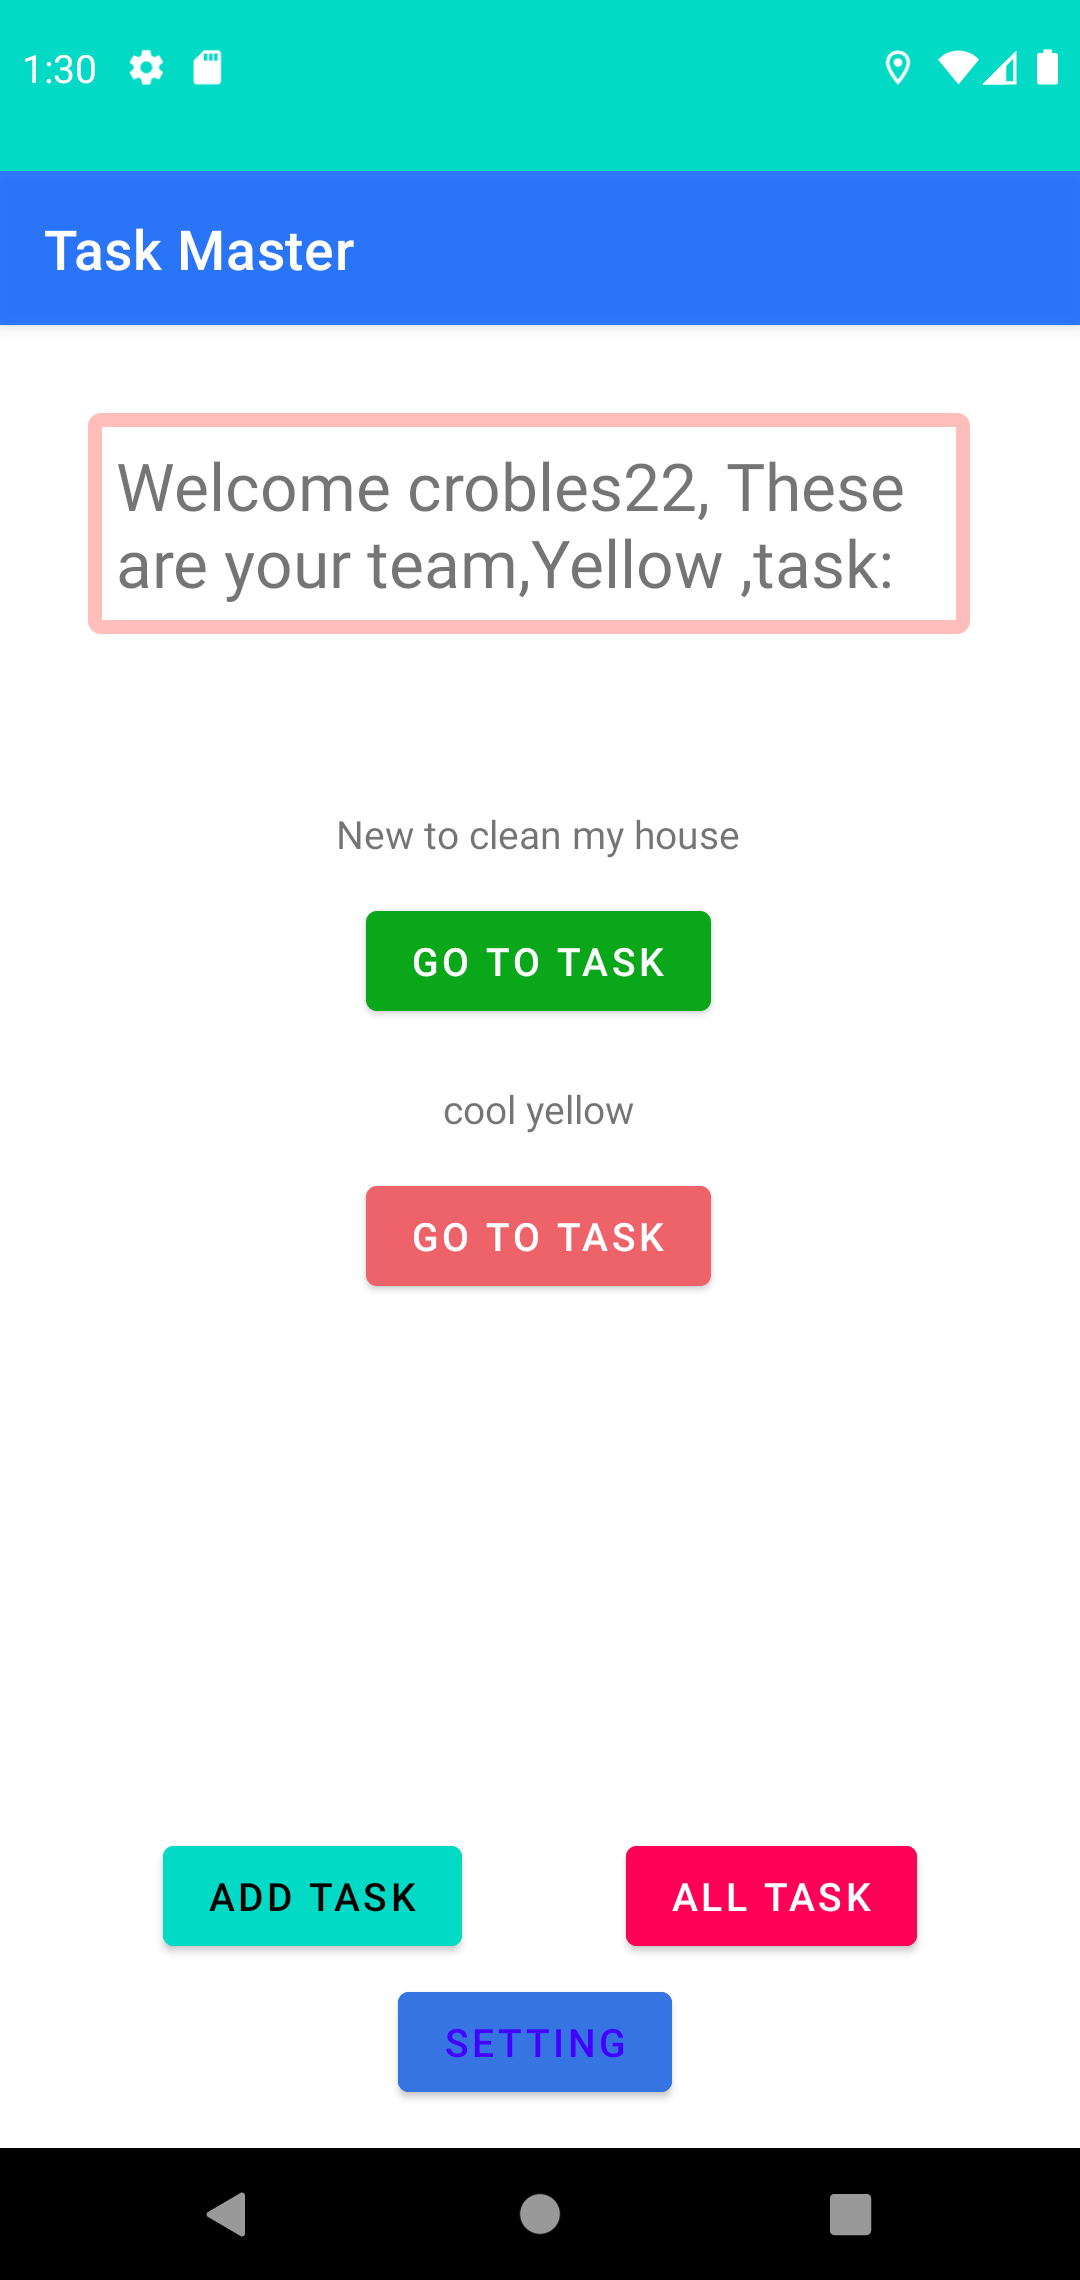 1:30
Task Master
Welcome crobles22, These
are your team,Yellow ,task:
New to clean my house
GO TO TASK
cool yellow
GO TO TASK
ADD TASK
ALL TASK
SETTING